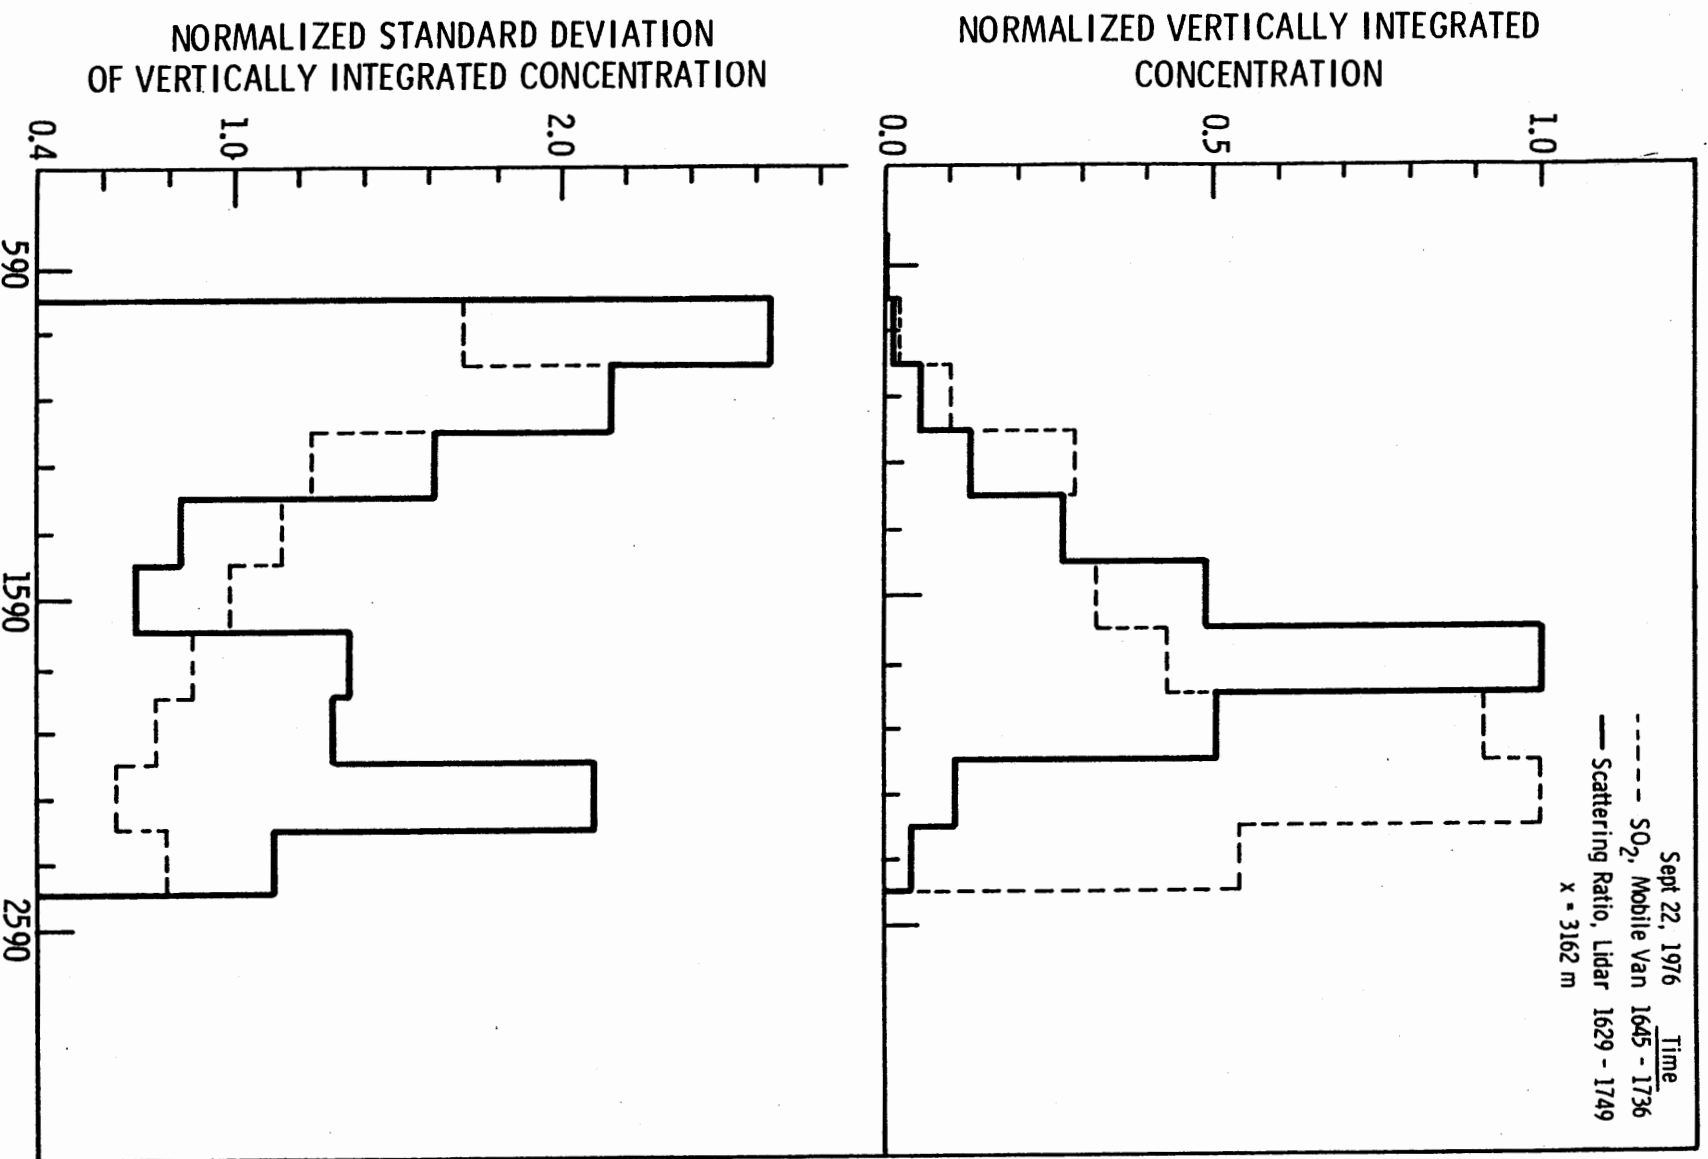 NORMALIZED STANDARD DEVIATION
OF VERTICALLY INTEGRATED CONCENTRATION
NORMALIZED VERTICALLY INTEGRATED
CONCENTRATION
0.4
1.0
2.0
0.0
0.5
1.0
590
1590
2590
Sept 22, 1976 Time
---- SO2, Mobile Van 1645 - 1736
— Scattering Ratio, Lidar 1629 - 1749
x = 3162 m